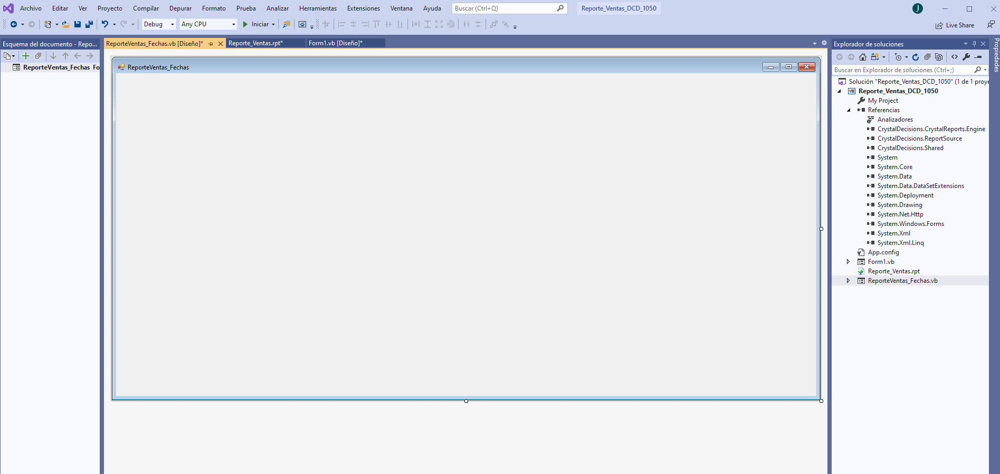 Archivo Editar Ver Proyecto Compilar Depurar Formato Prueba Analizar Herramientas Extensiones Ventana Ayuda Buscar (Ctrl+Q) Reporte_Ventas_DCD_1050 J
Debug Any CPU Iniciar Live Share
Esquema del documento - Repo...
ReporteVentas_Fechas Fo
ReporteVentas_Fechas.vb [Diseño]* Reporte_Ventas.rpt* Form1.vb [Diseño]*
ReporteVentas_Fechas
Explorador de soluciones
Buscar en Explorador de soluciones (Ctrl+;)
Solución "Reporte_Ventas_DCD_1050" (1 de 1 proye
VB Reporte_Ventas_DCD_1050
My Project
Referencias
Analizadores
CrystalDecisions.CrystalReports.Engine
CrystalDecisions.ReportSource
CrystalDecisions.Shared
System
System.Core
System.Data
System.Data.DataSetExtensions
System.Deployment
System.Drawing
System.Net.Http
System.Windows.Forms
System.Xml
System.Xml.Linq
App.config
Form1.vb
Reporte_Ventas.rpt
ReporteVentas_Fechas.vb
Propiedades